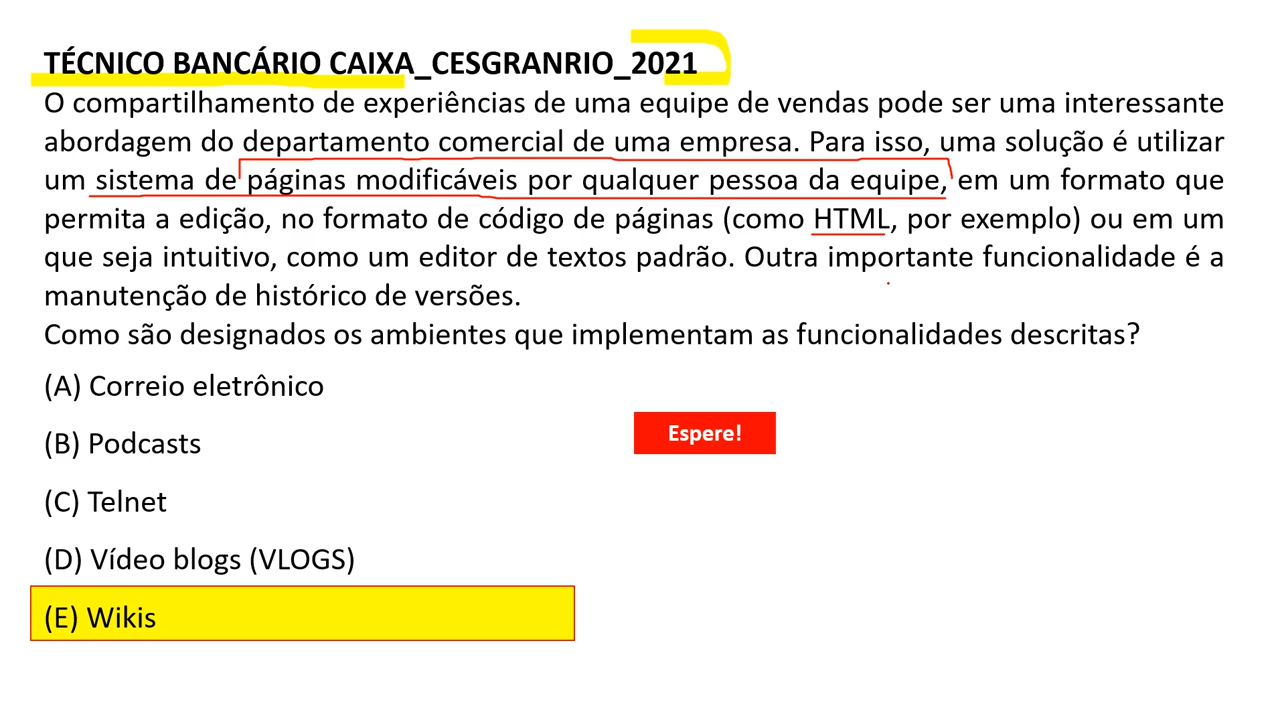 TÉCNICO BANCÁRIO CAIXA_CESGRANRIO_2021
O compartilhamento de experiências de uma equipe de vendas pode ser uma interessante
abordagem do departamento comercial de uma empresa. Para isso, uma solução é utilizar
um sistema de páginas modificáveis por qualquer pessoa da equipe, em um formato que
permita a edição, no formato de código de páginas (como HTML, por exemplo) ou em um
que seja intuitivo, como um editor de textos padrão. Outra importante funcionalidade é a
manutenção de histórico de versões.
Como são designados os ambientes que implementam as funcionalidades descritas?
(A) Correio eletrônico
(B) Podcasts
Espere!
(C) Telnet
(D) Vídeo blogs (VLOGS)
(E) Wikis